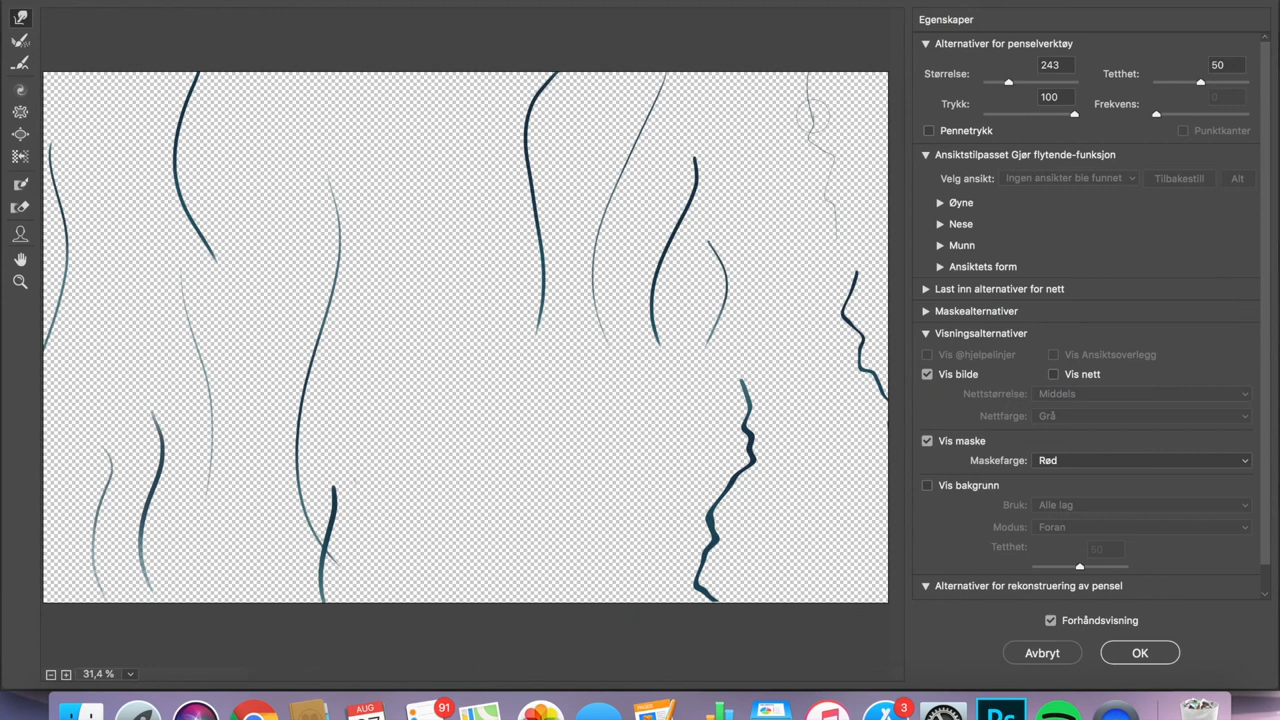 Egenskaper
Alternativer for penselverktøy
Størrelse: 243 Tetthet: 50
Trykk: 100 Frekvens: 0
Pennetrykk Punktkanter
Ansiktstilpasset Gjør flytende-funksjon
Velg ansikt: Ingen ansikter ble funnet Tilbakestill Alt
Øyne
Nese
Munn
Ansiktets form
Last inn alternativer for nett
Maskealternativer
Visningsalternativer
Vis @hjelpelinjer Vis Ansiktsoverlegg
Vis bilde Vis nett
Nettstørrelse: Middels
Nettfarge: Grå
Vis maske
Maskefarge: Rød
Vis bakgrunn
Bruk: Alle lag
Modus: Foran
Tetthet: 50
Alternativer for rekonstruering av pensel
Forhåndsvisning
Avbryt OK
31,4 %
AUG 91 3 Ps